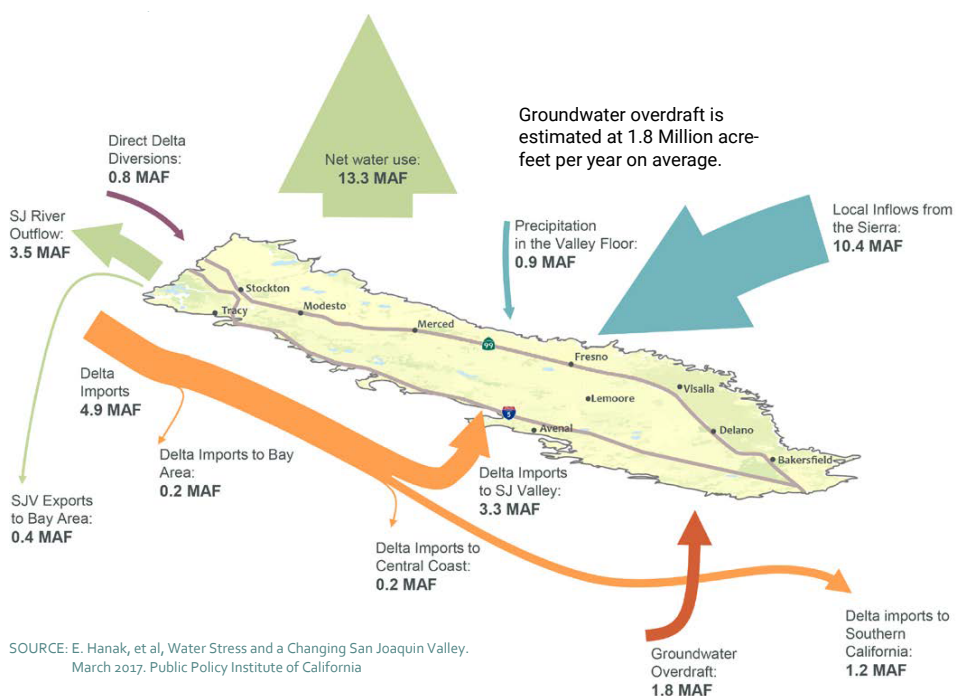 Groundwater overdraft is
estimated at 1.8 Million acre-
feet per year on average.
Direct Delta
Diversions:
0.8 MAF
Net water use:
13.3 MAF
SJ River
Outflow:
3.5 MAF
Precipitation
in the Valley Floor:
0.9 MAF
Local Inflows from
the Sierra:
10.4 MAF
Stockton
Tracy
Modesto
Merced
99
Fresno
Visalla
Lemoore
5
Avenal
Delano
Bakersfield
Delta
Imports
4.9 MAF
Delta Imports to Bay
Area:
0.2 MAF
Delta Imports
to SJ Valley:
3.3 MAF
SJV Exports
to Bay Area:
0.4 MAF
Delta Imports to
Central Coast:
0.2 MAF
Delta imports to
Southern
California:
1.2 MAF
Groundwater
Overdraft:
1.8 MAF
SOURCE: E. Hanak, et al, Water Stress and a Changing San Joaquin Valley.
March 2017. Public Policy Institute of California